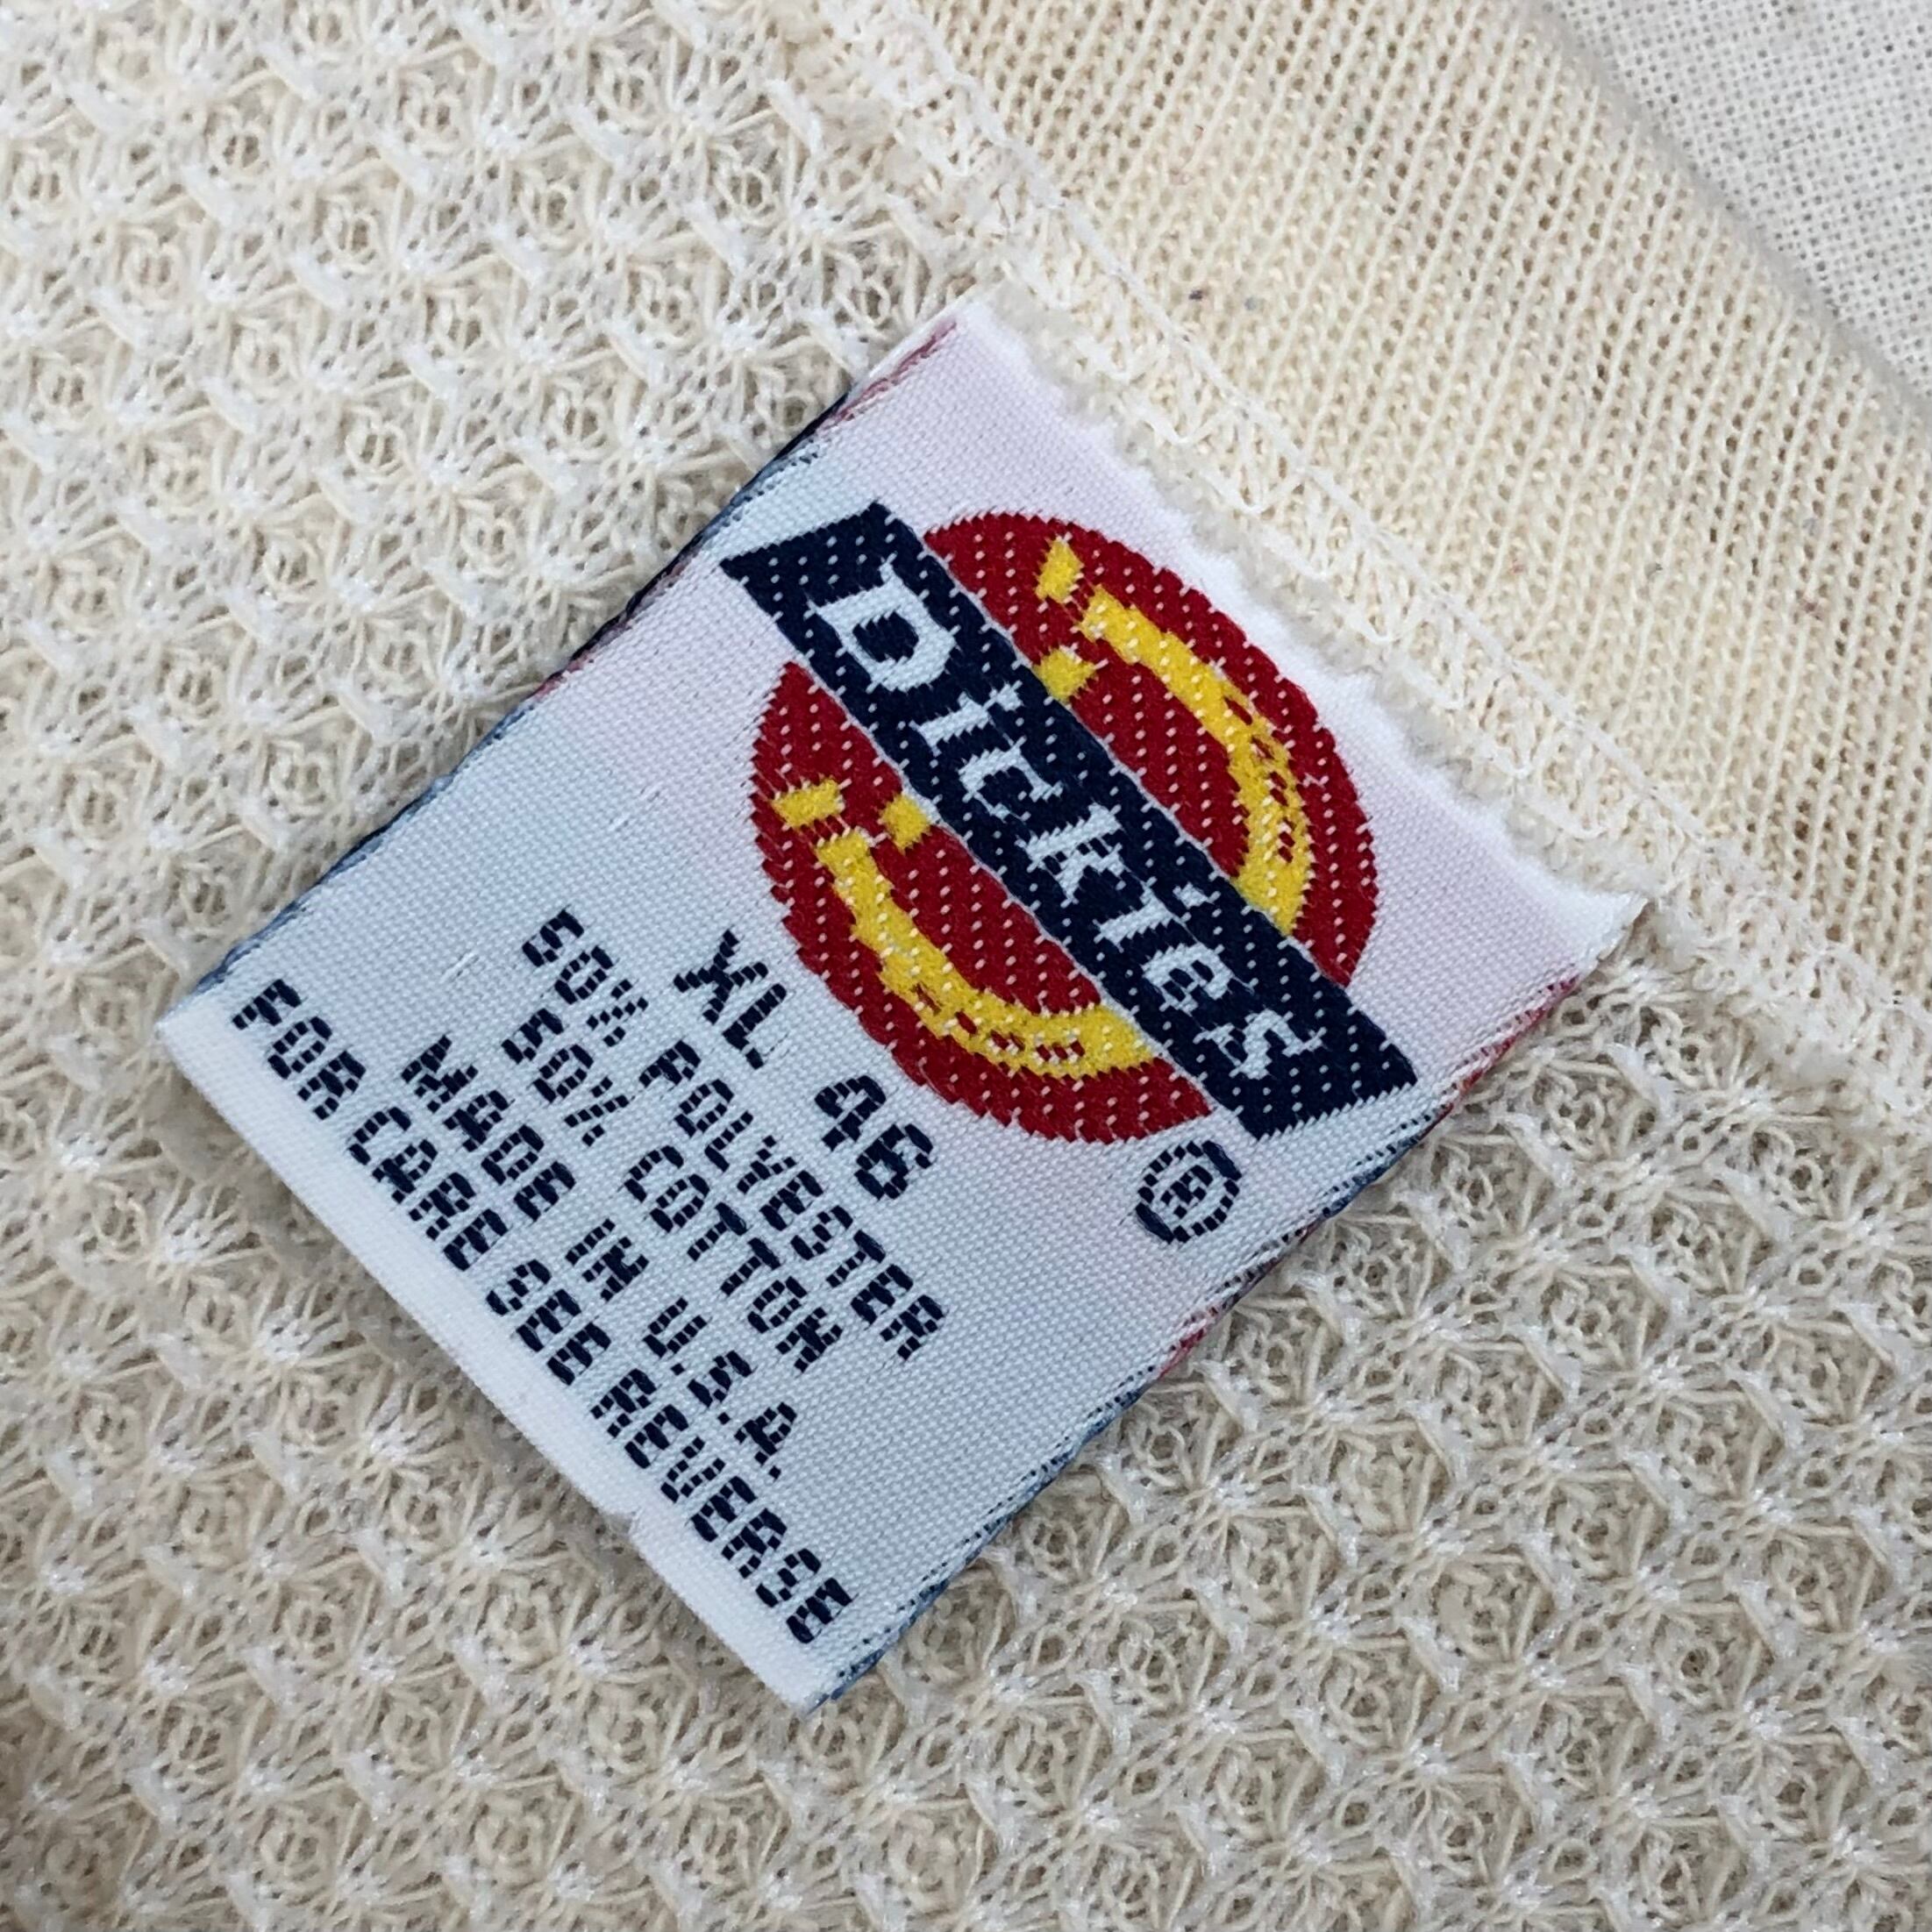 Dickies
®
XL 46
50% POLYESTER
50% COTTON
MADE IN U.S.A.
FOR CARE SEE REVERSE